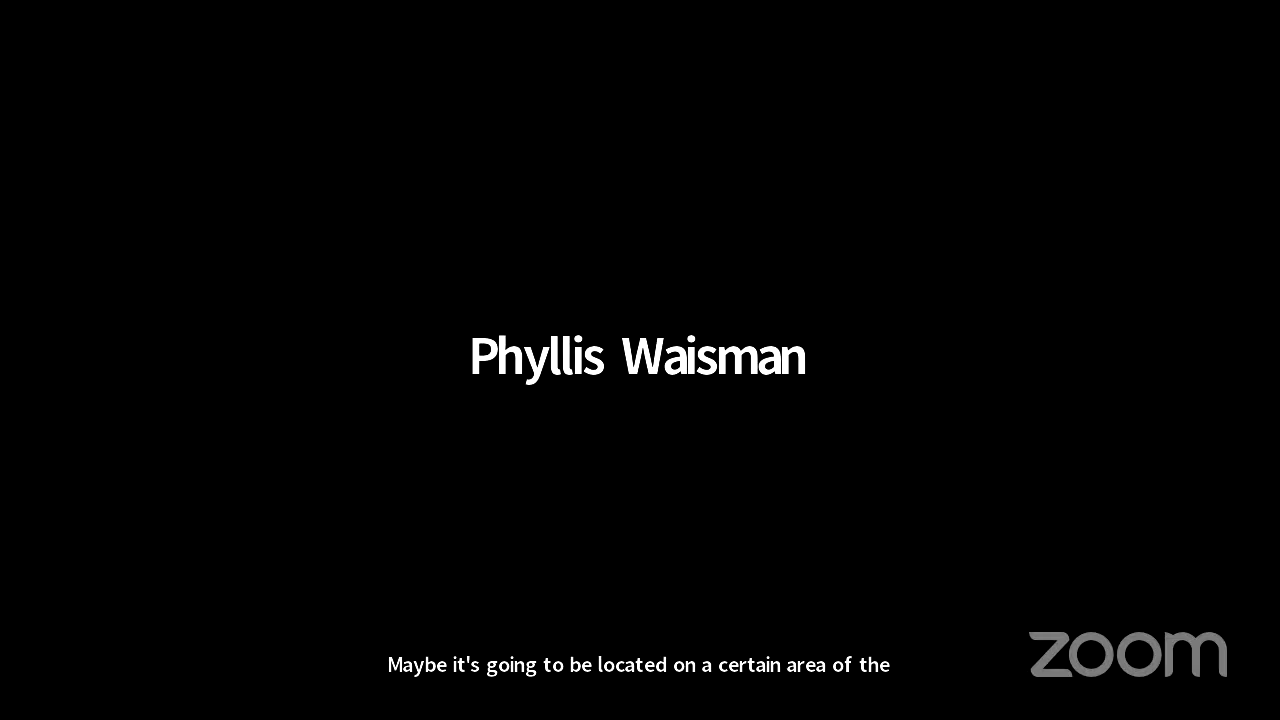 Phyllis Waisman
Maybe it's going to be located on a certain area of the
zoom